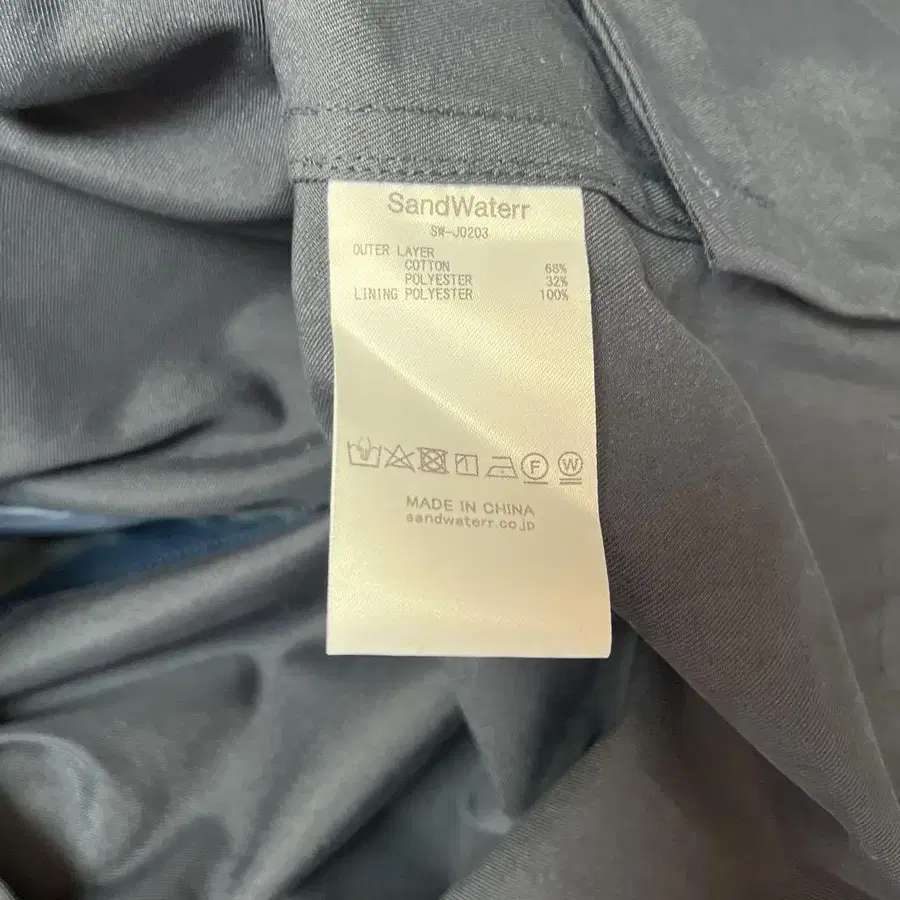 SandWaterr
SW-J0203
OUTER LAYER
COTTON 68%
POLYESTER 32%
LINING POLYESTER 100%
F W
MADE IN CHINA
sandwaterr.co.jp